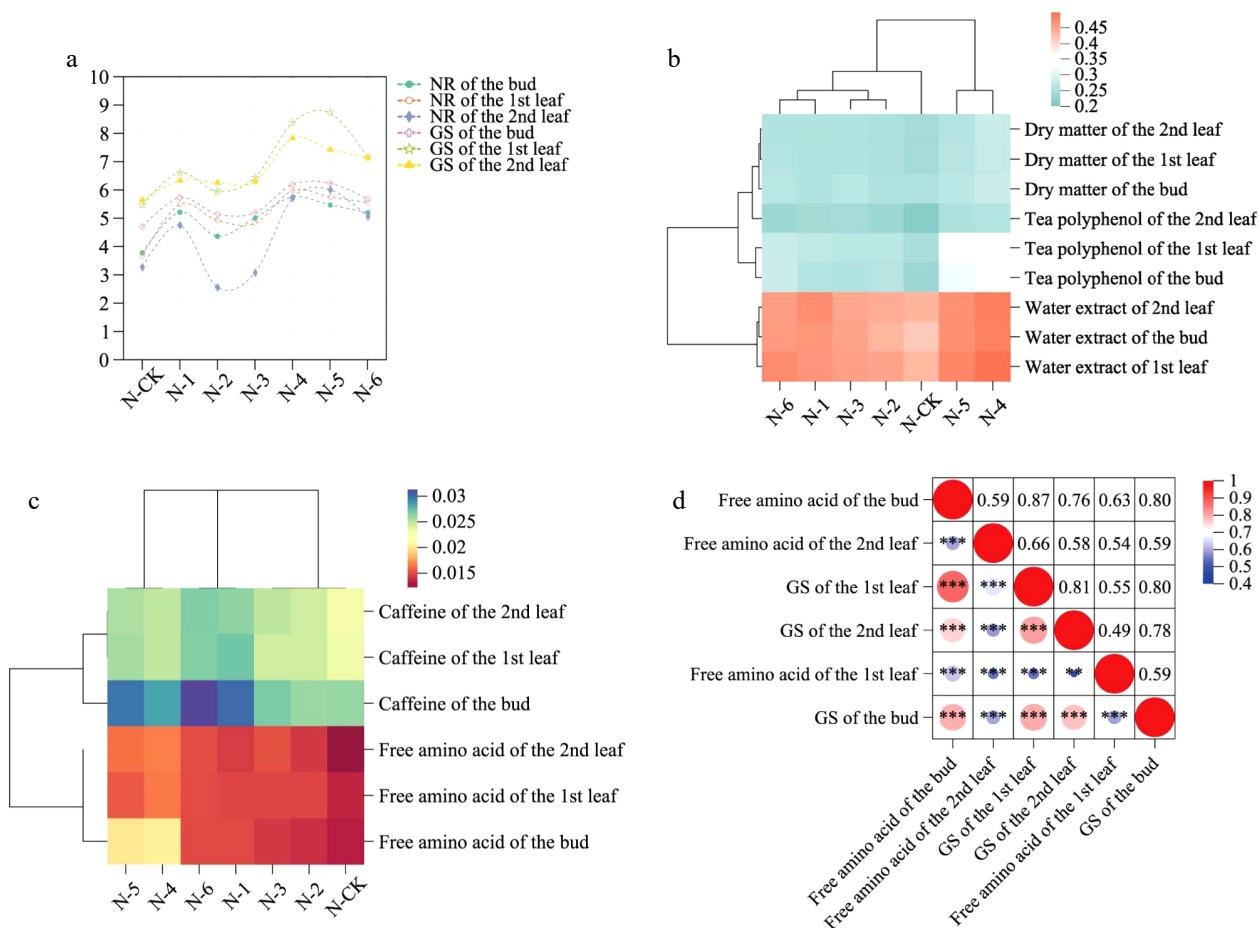 a
10
9
8
7
6
5
4
3
2
1
0
N-CK N-1 N-2 N-3 N-4 N-5 N-6
NR of the bud
NR of the 1st leaf
NR of the 2nd leaf
GS of the bud
GS of the 1st leaf
GS of the 2nd leaf
b
0.45
0.4
0.35
0.3
0.25
0.2
Dry matter of the 2nd leaf
Dry matter of the 1st leaf
Dry matter of the bud
Tea polyphenol of the 2nd leaf
Tea polyphenol of the 1st leaf
Tea polyphenol of the bud
Water extract of 2nd leaf
Water extract of the bud
Water extract of 1st leaf
N-6 N-1 N-3 N-2 N-CK N-5 N-4
c
0.03
0.025
0.02
0.015
Caffeine of the 2nd leaf
Caffeine of the 1st leaf
Caffeine of the bud
Free amino acid of the 2nd leaf
Free amino acid of the 1st leaf
Free amino acid of the bud
N-5 N-4 N-6 N-1 N-3 N-2 N-CK
d
1
0.9
0.8
0.7
0.6
0.5
0.4
Free amino acid of the bud 0.59 0.87 0.76 0.63 0.80
Free amino acid of the 2nd leaf *** 0.66 0.58 0.54 0.59
GS of the 1st leaf *** *** 0.81 0.55 0.80
GS of the 2nd leaf *** *** *** 0.49 0.78
Free amino acid of the 1st leaf *** *** *** ** 0.59
GS of the bud *** *** *** *** ***
Free amino acid of the bud
Free amino acid of the 2nd leaf
GS of the 1st leaf
GS of the 2nd leaf
Free amino acid of the 1st leaf
GS of the bud